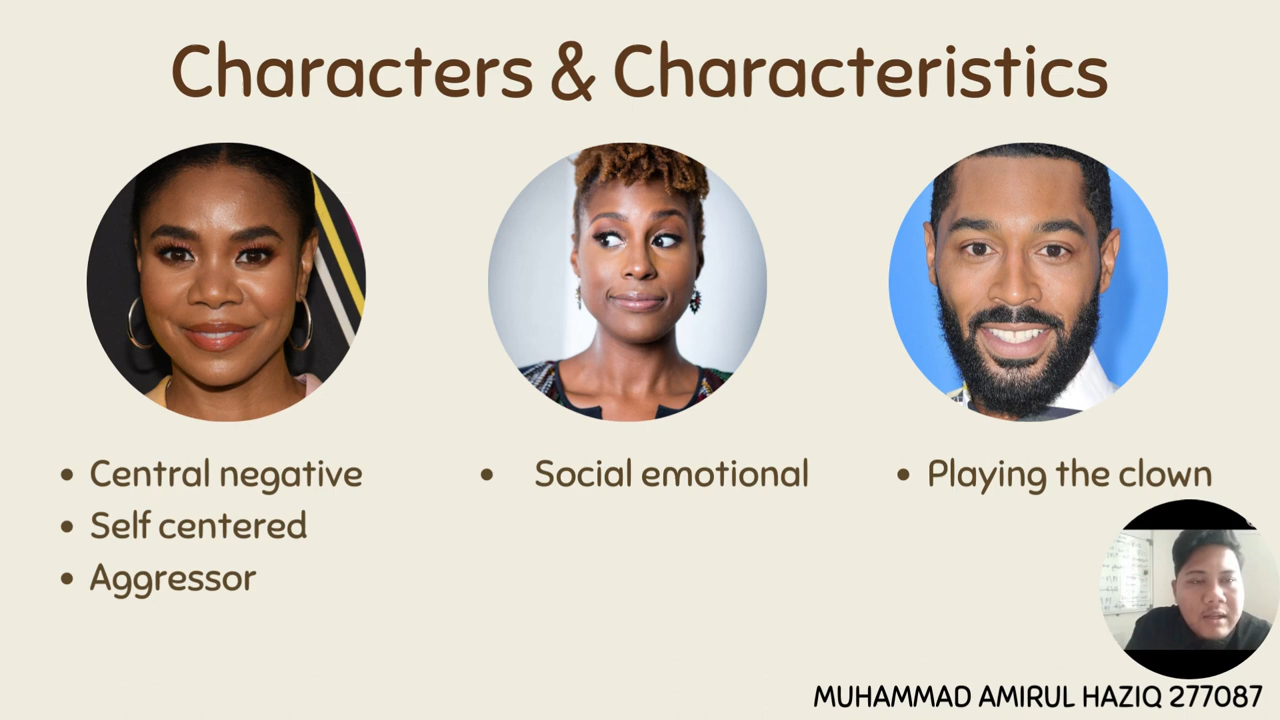 Characters & Characteristics
• Central negative
• Self centered
• Aggressor
• Social emotional
• Playing the clown
MUHAMMAD AMIRUL HAZIQ 277087